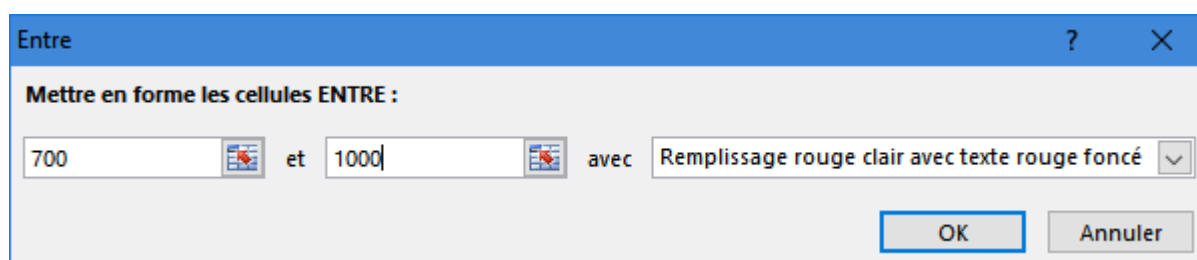 Entre ?
Mettre en forme les cellules ENTRE :
700 et 1000 avec Remplissage rouge clair avec texte rouge foncé
OK Annuler